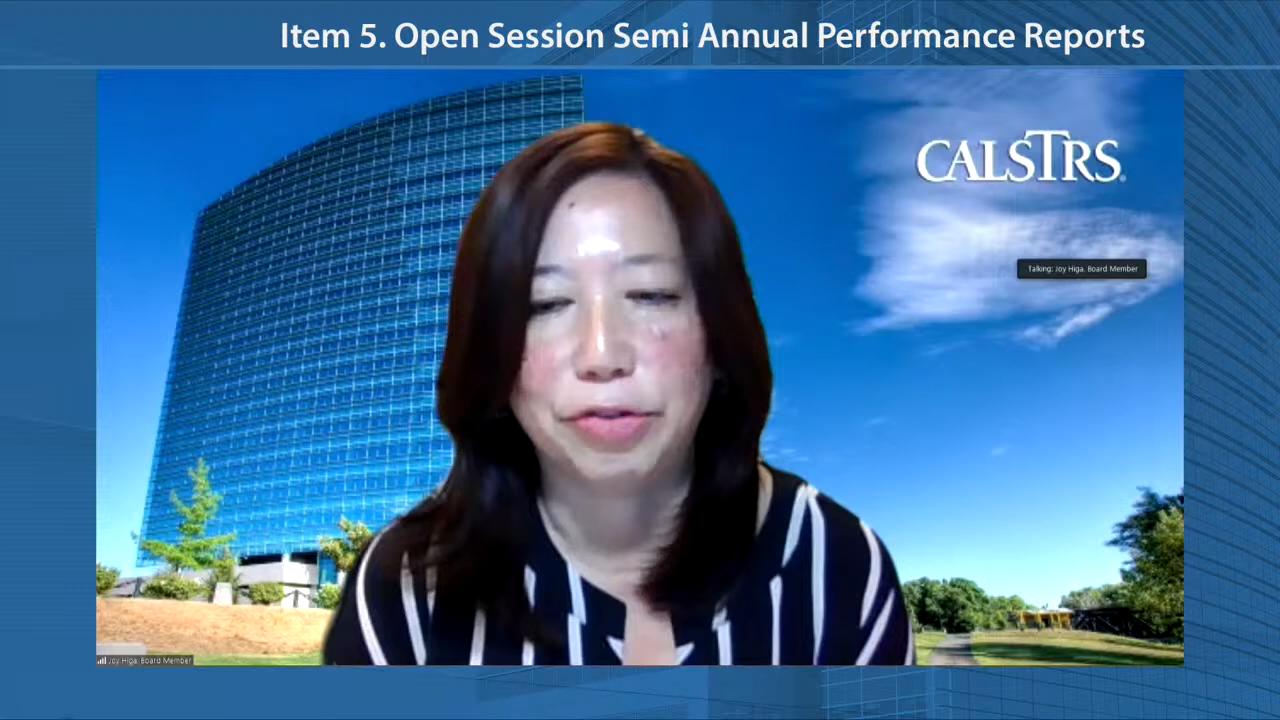 Item 5. Open Session Semi Annual Performance Reports
CALSTRS®
Talking: Joy Higa, Board Member
Joy Higa, Board Member